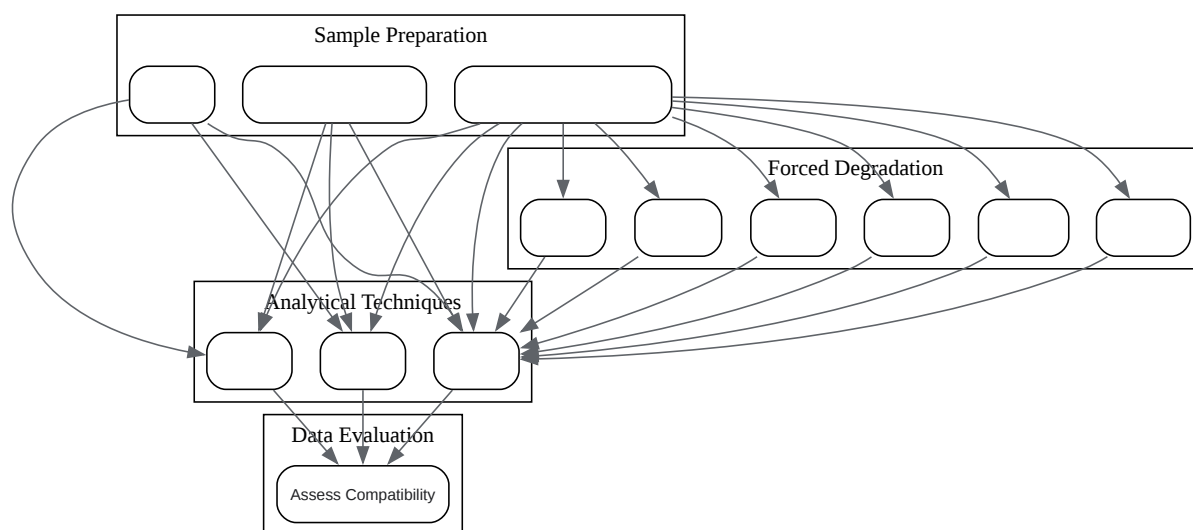 Sample Preparation
Forced Degradation
Analytical Techniques
Data Evaluation
Assess Compatibility